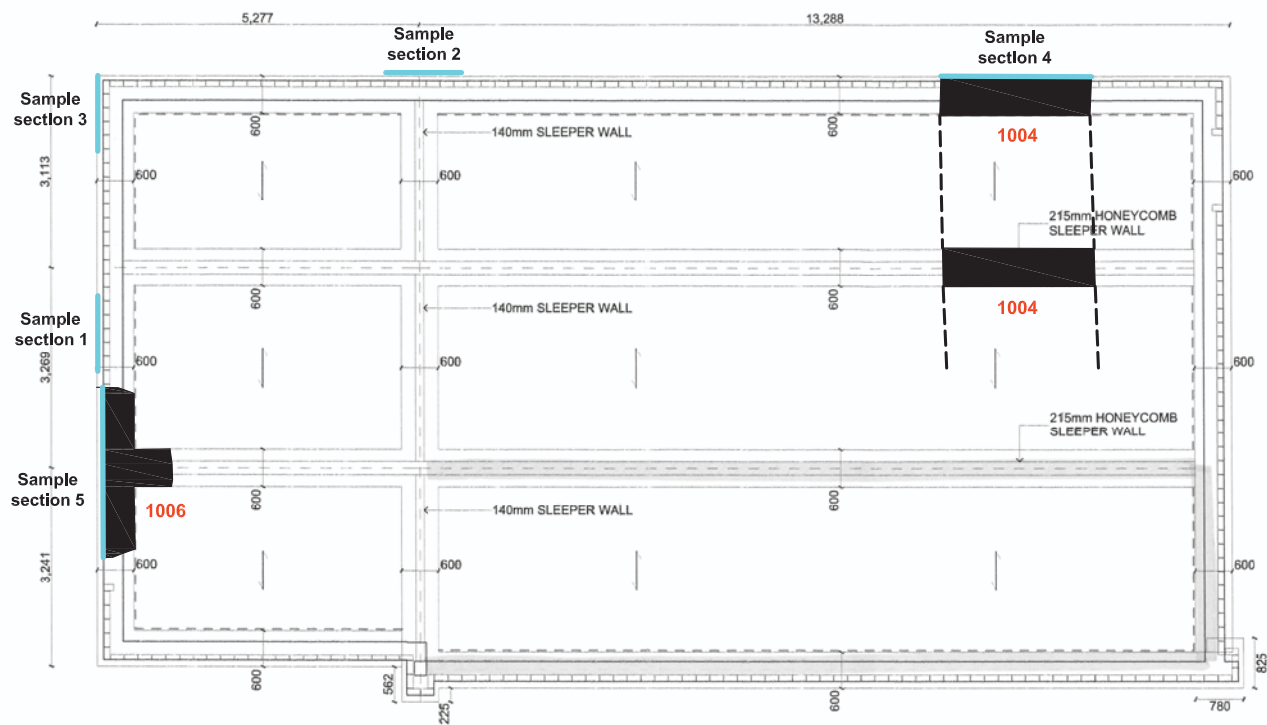 5,277
13,288
Sample
section 2
Sample
section 4
Sample
section 3
600
140mm SLEEPER WALL
600
1004
3,113
600
600
600
215mm HONEYCOMB
SLEEPER WALL
600
140mm SLEEPER WALL
600
1004
Sample
section 1
3,269
600
600
600
215mm HONEYCOMB
SLEEPER WALL
Sample
section 5
600
600
1006
140mm SLEEPER WALL
3,241
600
600
600
600
562
225
600
825
780